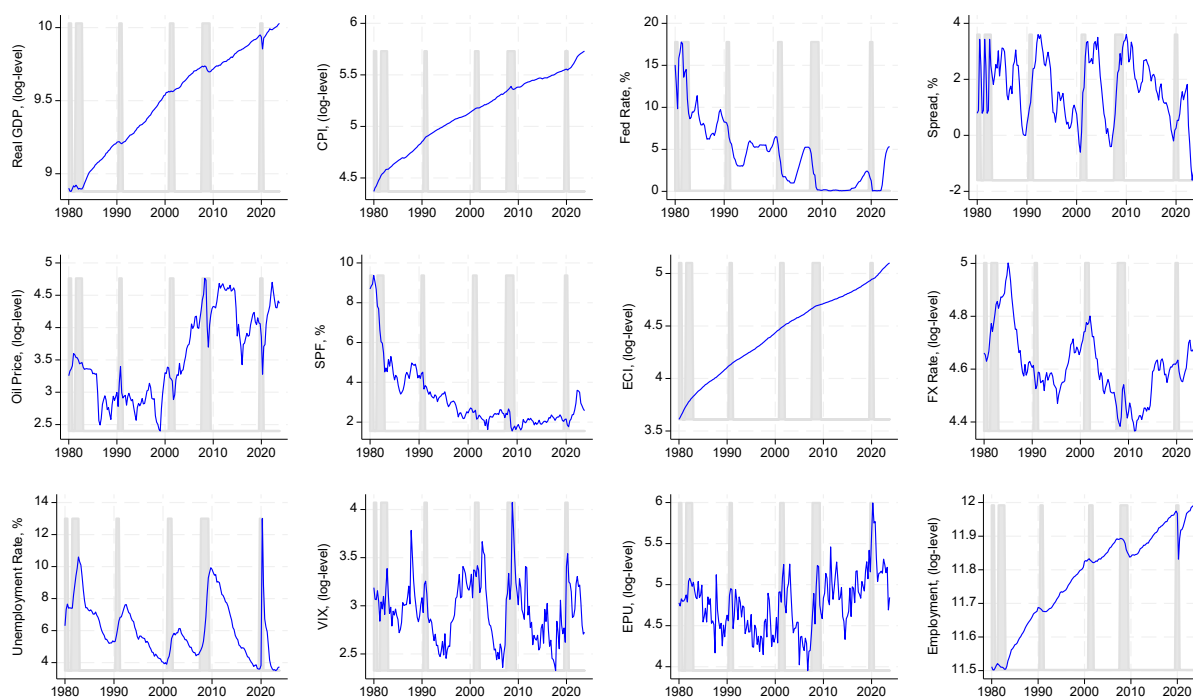 Real GDP, (log-level)
10
9.5
9
1980 1990 2000 2010 2020
CPI, (log-level)
6
5.5
5
4.5
1980 1990 2000 2010 2020
Fed Rate, %
20
15
10
5
0
1980 1990 2000 2010 2020
Spread, %
4
2
0
-2
1980 1990 2000 2010 2020
Oil Price, (log-level)
5
4.5
4
3.5
3
2.5
1980 1990 2000 2010 2020
SPF, %
10
8
6
4
2
1980 1990 2000 2010 2020
ECI, (log-level)
5
4.5
4
3.5
1980 1990 2000 2010 2020
FX Rate, (log-level)
5
4.8
4.6
4.4
1980 1990 2000 2010 2020
Unemployment Rate, %
14
12
10
8
6
4
1980 1990 2000 2010 2020
VIX, (log-level)
4
3.5
3
2.5
1980 1990 2000 2010 2020
EPU, (log-level)
6
5.5
5
4.5
4
1980 1990 2000 2010 2020
Employment, (log-level)
12
11.9
11.8
11.7
11.6
11.5
1980 1990 2000 2010 2020